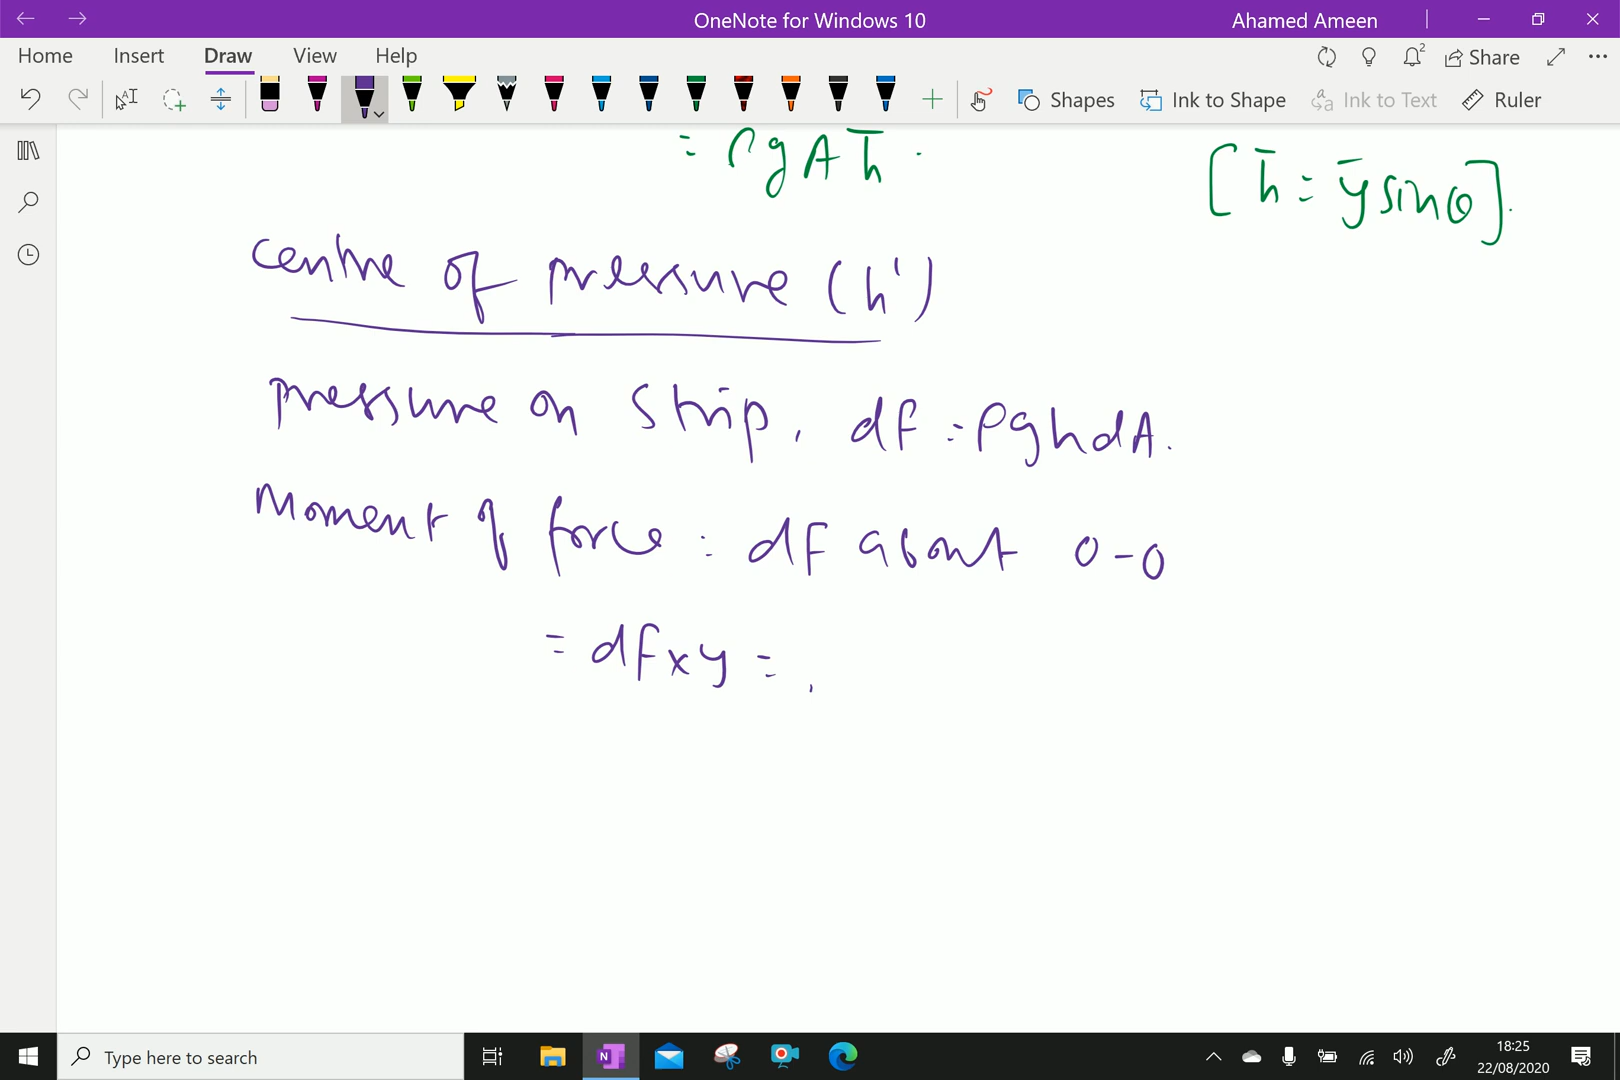 OneNote for Windows 10
Ahamed Ameen
Home Insert Draw View Help
2 Share
Shapes Ink to Shape Ink to Text Ruler
= ρgAh̄.
[h̄ = ȳ sinθ].
centre of pressure (h')
pressure on strip, dF = ρghdA.
Moment of force : dF about 0-0
= dF x y =
Type here to search
18:25
22/08/2020